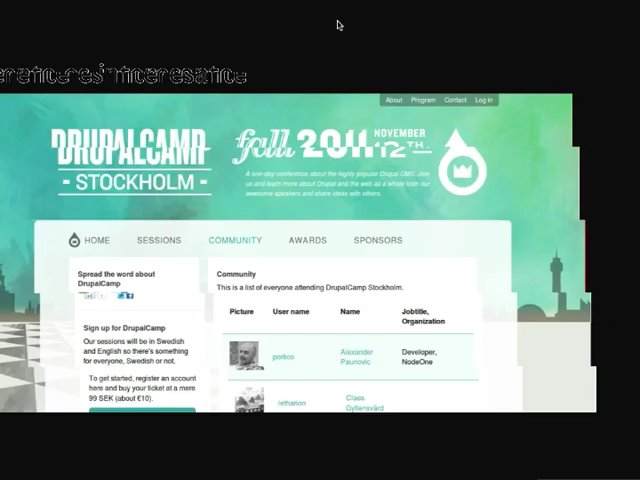 About Program Contact Log in
DRUPALCAMP
- STOCKHOLM -
fall 2011 NOVEMBER
12TH.
A one-day conference about the highly popular Drupal CMS. Join
us and learn more about Drupal and the web as a whole from our
awesome speakers and share ideas with others.
HOME SESSIONS COMMUNITY AWARDS SPONSORS
Spread the word about
DrupalCamp
Sign up for DrupalCamp
Our sessions will be in Swedish
and English so there's something
for everyone, Swedish or not.
To get started, register an account
here and buy your ticket at a mere
99 SEK (about €10).
Community
This is a list of everyone attending DrupalCamp Stockholm.
Picture User name Name Jobtitle,
Organization
portico Alexander
Paunovic Developer,
NodeOne
letharion Claes
Gyllensvärd